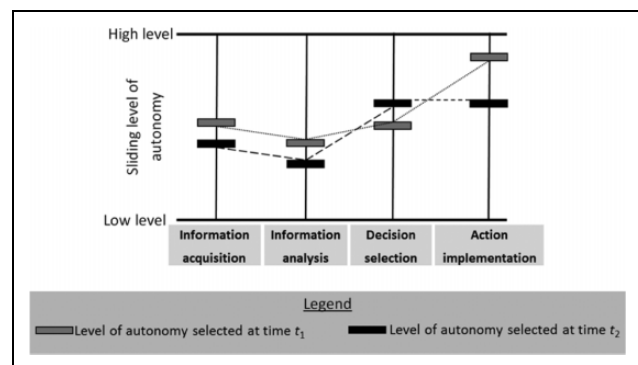 High level
Sliding level of
autonomy
Low level
Information
acquisition
Information
analysis
Decision
selection
Action
implementation
Legend
Level of autonomy selected at time t₁
Level of autonomy selected at time t₂